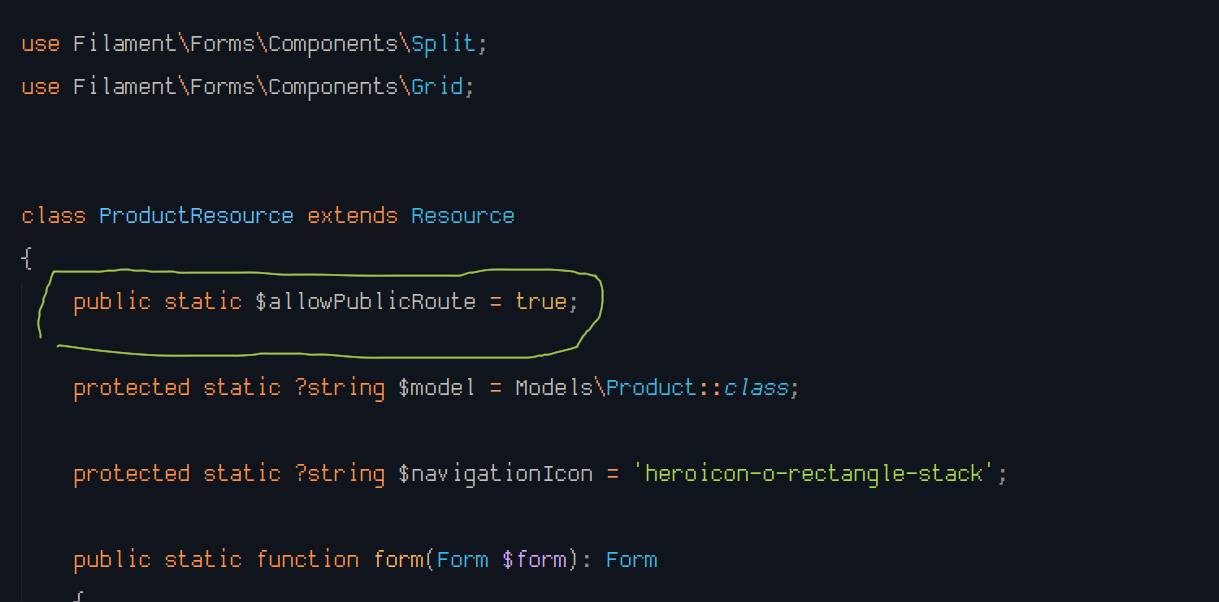 use Filament\Forms\Components\Split;
use Filament\Forms\Components\Grid;
class ProductResource extends Resource
{
public static $allowPublicRoute = true;
protected static ?string $model = Models\Product::class;
protected static ?string $navigationIcon = 'heroicon-o-rectangle-stack';
public static function form(Form $form): Form
{